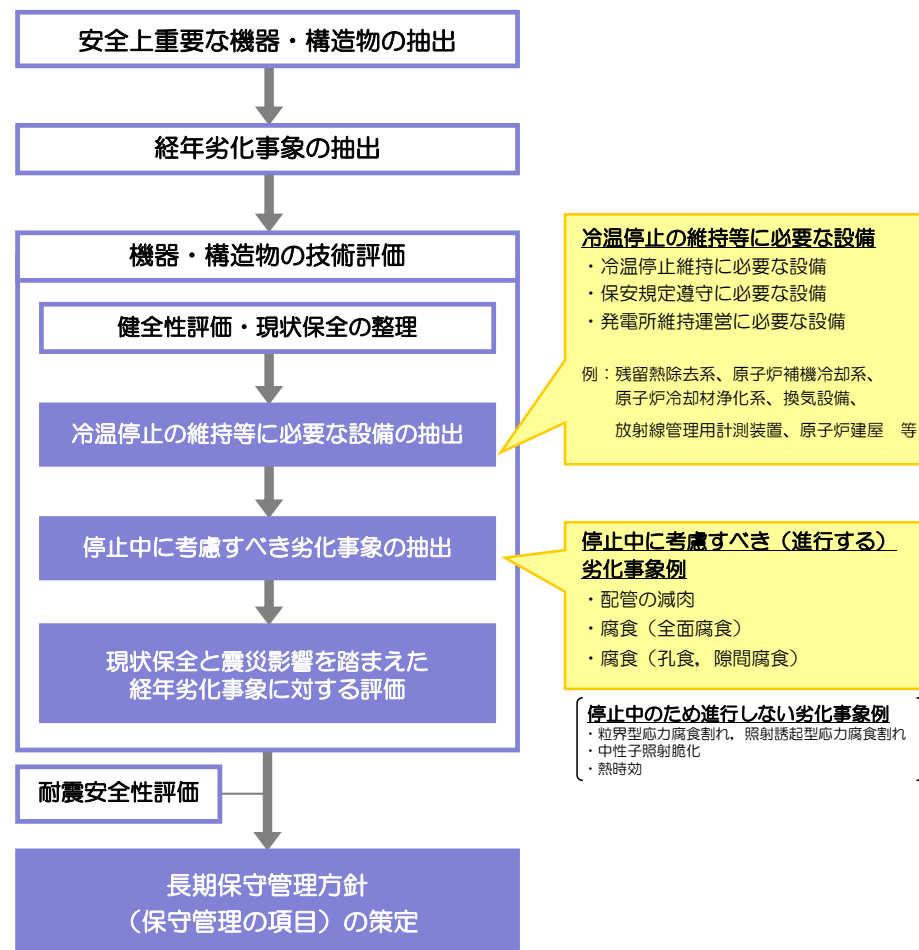 安全上重要な機器・構造物の抽出
経年劣化事象の抽出
機器・構造物の技術評価
健全性評価・現状保全の整理
冷温停止の維持等に必要な設備の抽出
停止中に考慮すべき劣化事象の抽出
現状保全と震災影響を踏まえた
経年劣化事象に対する評価
耐震安全性評価
長期保守管理方針
（保守管理の項目）の策定
冷温停止の維持等に必要な設備
・冷温停止維持に必要な設備
・保安規定遵守に必要な設備
・発電所維持運営に必要な設備
例：残留熱除去系、原子炉補機冷却系、
原子炉冷却材浄化系、換気設備、
放射線管理用計測装置、原子炉建屋　等
停止中に考慮すべき（進行する）
劣化事象例
・配管の減肉
・腐食（全面腐食）
・腐食（孔食，隙間腐食）
停止中のため進行しない劣化事象例
・粒界型応力腐食割れ，照射誘起型応力腐食割れ
・中性子照射脆化
・熱時効